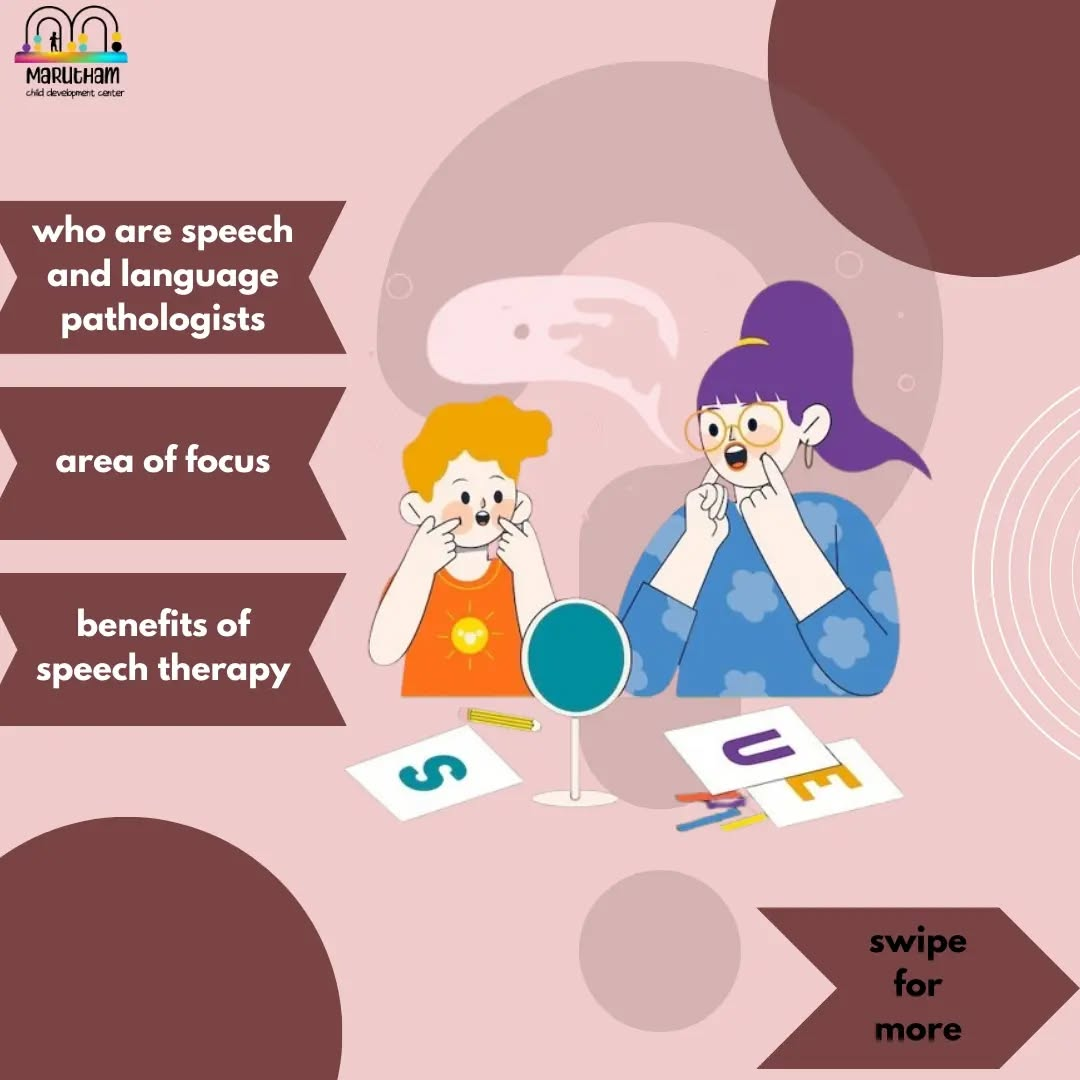 MARUTHAM
child development center
who are speech
and language
pathologists
area of focus
benefits of
speech therapy
S
U
E
swipe
for
more